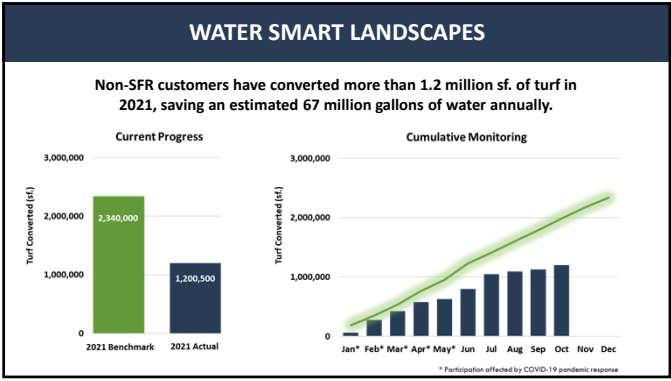 WATER SMART LANDSCAPES
Non-SFR customers have converted more than 1.2 million sf. of turf in
2021, saving an estimated 67 million gallons of water annually.
Current Progress
Turf Converted (sf.)
3,000,000
2,000,000
1,000,000
0
2,340,000
1,200,500
2021 Benchmark
2021 Actual
Cumulative Monitoring
Turf Converted (sf.)
3,000,000
2,000,000
1,000,000
0
Jan* Feb* Mar* Apr* May* Jun Jul Aug Sep Oct Nov Dec
* Participation affected by COVID-19 pandemic response